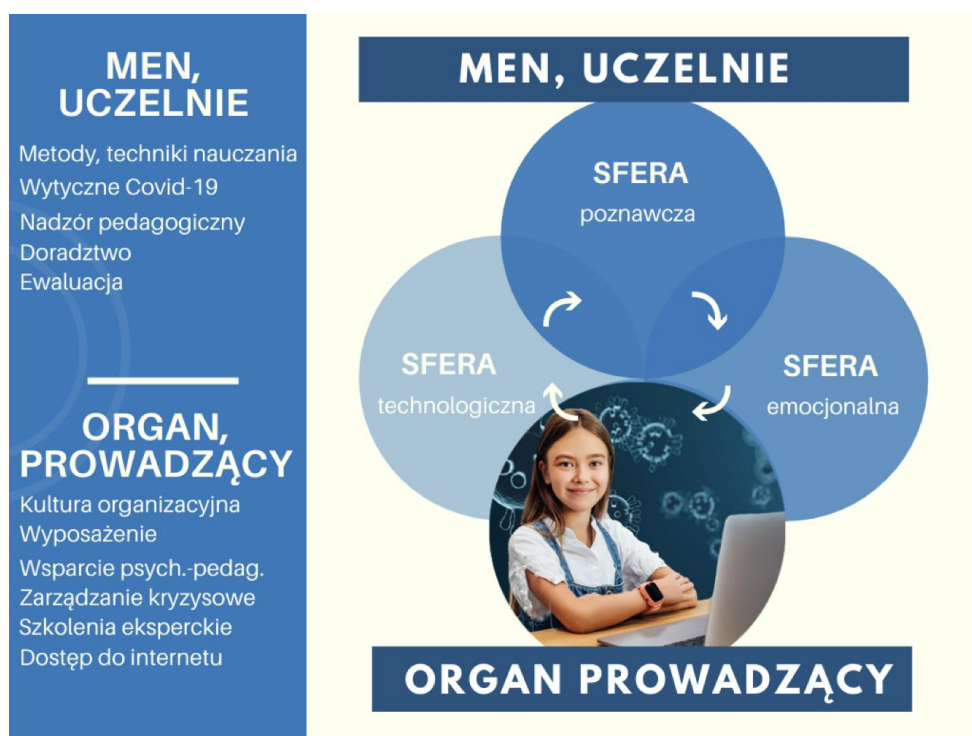 MEN,
UCZELNIE
Metody, techniki nauczania
Wytyczne Covid-19
Nadzór pedagogiczny
Doradztwo
Ewaluacja
ORGAN,
PROWADZĄCY
Kultura organizacyjna
Wyposażenie
Wsparcie psych.-pedag.
Zarządzanie kryzysowe
Szkolenia eksperckie
Dostęp do internetu
MEN, UCZELNIE
SFERA
poznawcza
SFERA
technologiczna
SFERA
emocjonalna
ORGAN PROWADZĄCY